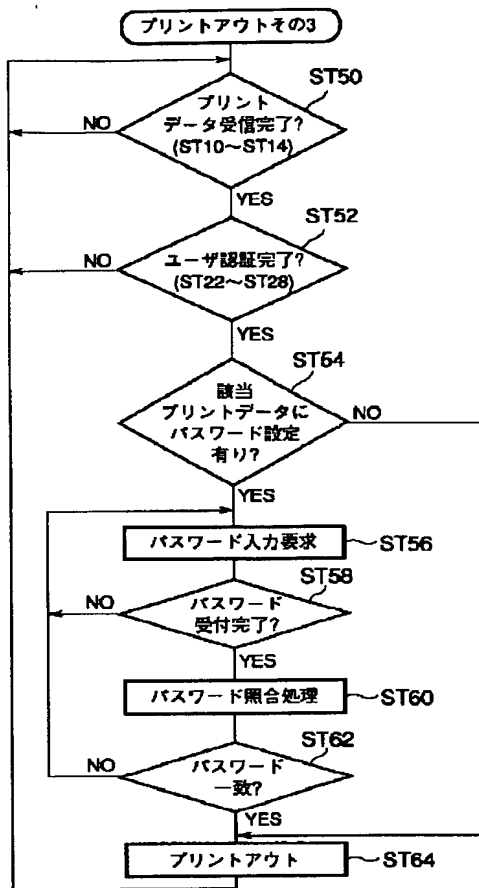 プリントアウトその3
ST50
プリント
データ受信完了?
(ST10～ST14)
NO
YES
ST52
ユーザ認証完了?
(ST22～ST28)
NO
YES
ST54
該当
プリントデータに
パスワード設定
有り?
NO
YES
パスワード入力要求
ST56
ST58
パスワード
受付完了?
NO
YES
パスワード照合処理
ST60
ST62
パスワード
一致?
NO
YES
プリントアウト
ST64